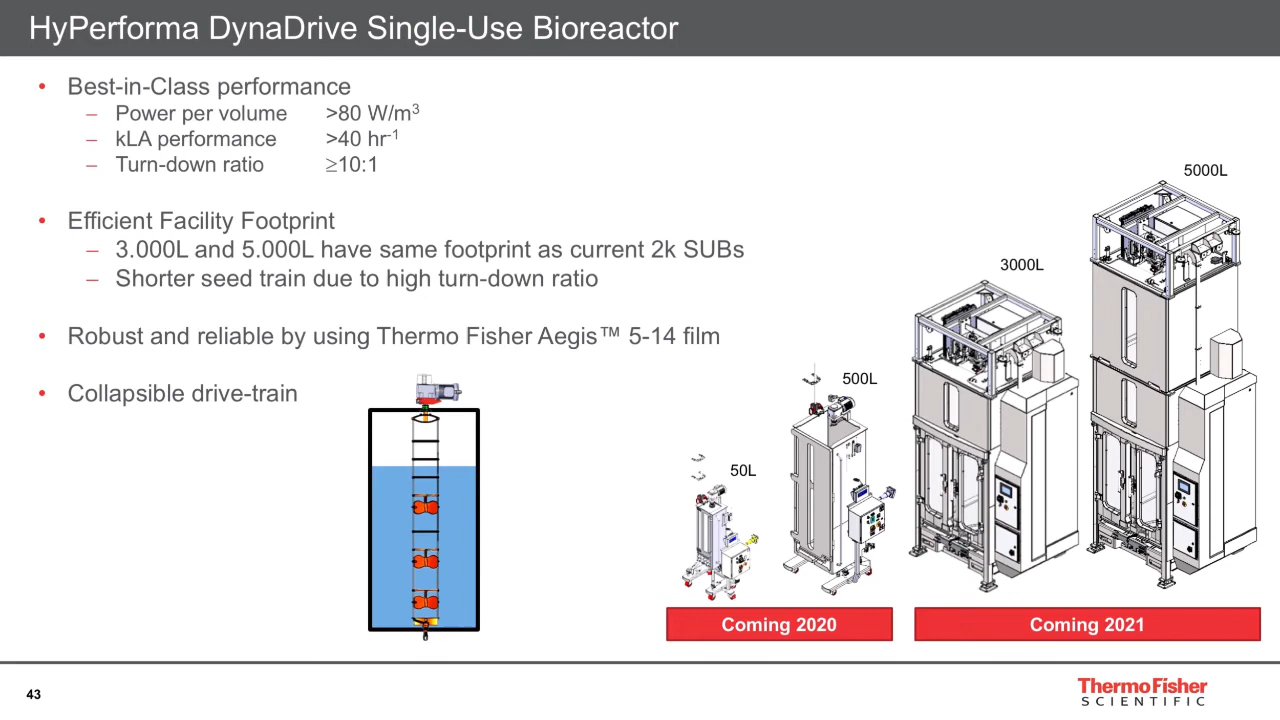 HyPerforma DynaDrive Single-Use Bioreactor
• Best-in-Class performance
– Power per volume >80 W/m³
– kLA performance >40 hr⁻¹
– Turn-down ratio ≥10:1
• Efficient Facility Footprint
– 3.000L and 5.000L have same footprint as current 2k SUBs
– Shorter seed train due to high turn-down ratio
• Robust and reliable by using Thermo Fisher Aegis™ 5-14 film
• Collapsible drive-train
50L
500L
3000L
5000L
Coming 2020
Coming 2021
43
ThermoFisher
SCIENTIFIC